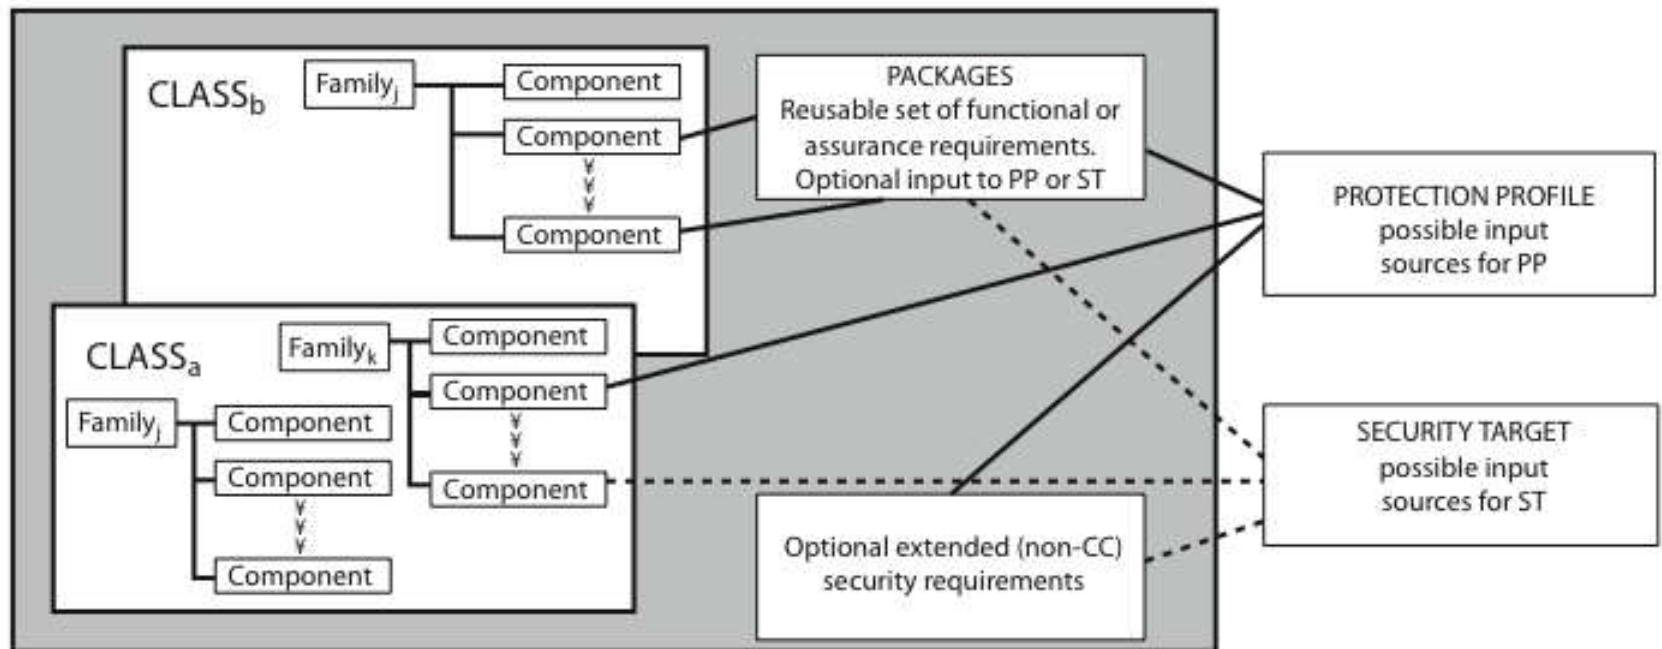 CLASSb
Familyj
Component
Component
¥
¥
¥
Component
CLASSa
Familyk
Component
Component
¥
¥
¥
Component
Familyj
Component
Component
¥
¥
¥
Component
PACKAGES
Reusable set of functional or
assurance requirements.
Optional input to PP or ST
Optional extended (non-CC)
security requirements
PROTECTION PROFILE
possible input
sources for PP
SECURITY TARGET
possible input
sources for ST